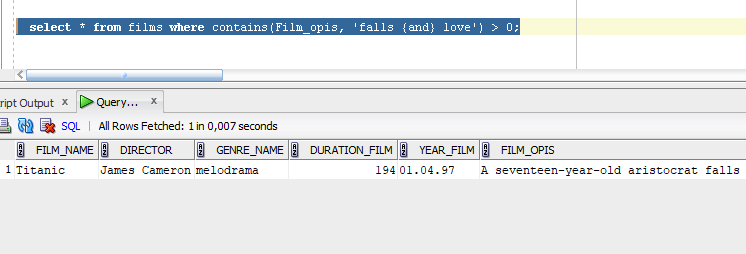 select * from films where contains(Film_opis, 'falls {and} love') > 0;
ript Output x Query... x
SQL | All Rows Fetched: 1 in 0,007 seconds
FILM_NAME DIRECTOR GENRE_NAME DURATION_FILM YEAR_FILM FILM_OPIS
1 Titanic James Cameron melodrama 194 01.04.97 A seventeen-year-old aristocrat falls